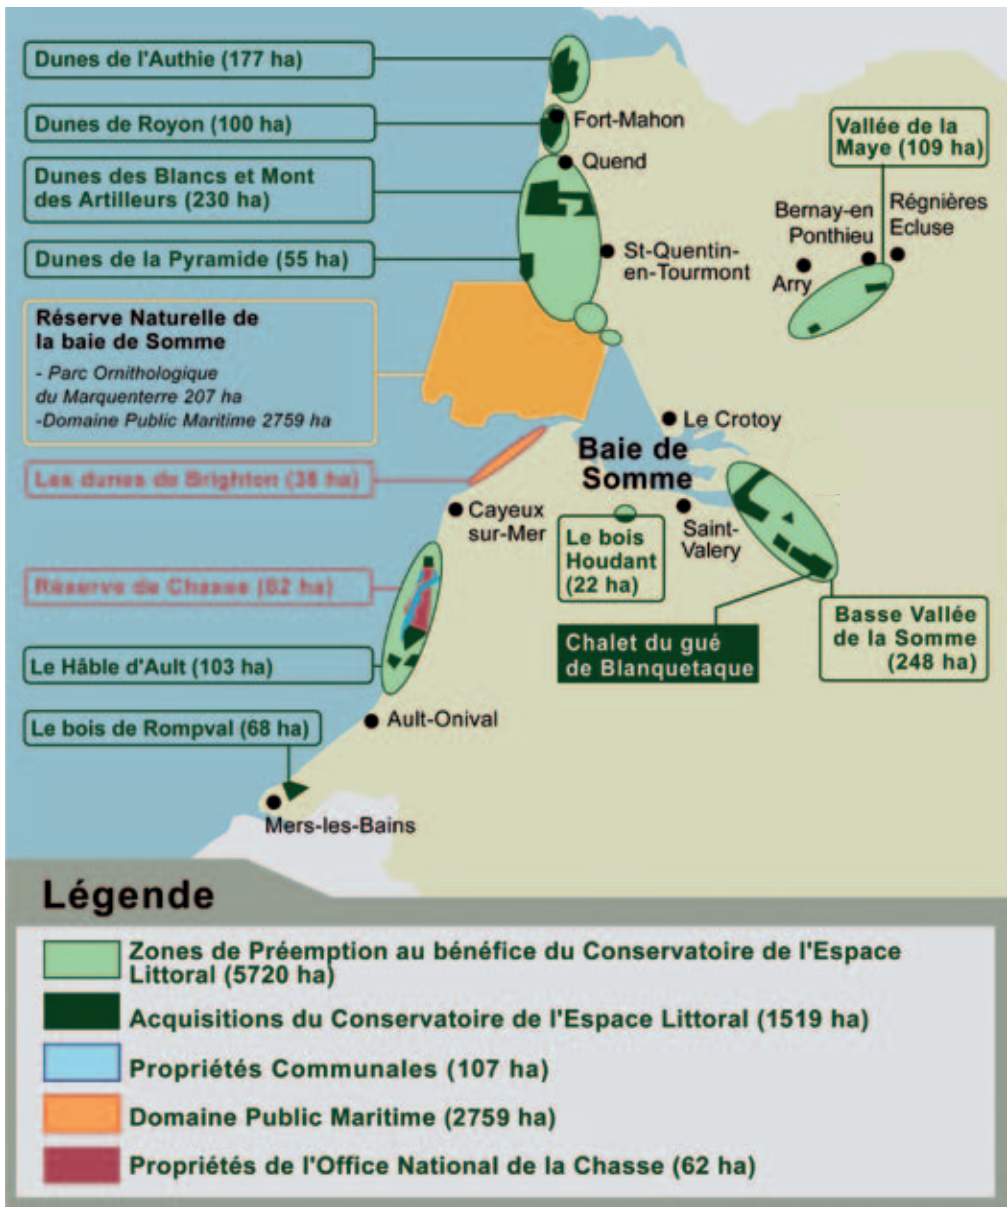 Dunes de l'Authie (177 ha)
Dunes de Royon (100 ha)
Fort-Mahon
Vallée de la
Maye (109 ha)
Dunes des Blancs et Mont
des Artilleurs (230 ha)
Quend
Bernay-en
Ponthieu
Régnières
Ecluse
Dunes de la Pyramide (55 ha)
St-Quentin-
en-Tourmont
Arry
Réserve Naturelle de
la baie de Somme
- Parc Ornithologique
du Marquenterre 207 ha
-Domaine Public Maritime 2759 ha
Le Crotoy
Baie de
Somme
Les dunes de Brighton (38 ha)
Cayeux
sur-Mer
Saint-
Valery
Le bois
Houdant
(22 ha)
Réserve de Chasse (62 ha)
Chalet du gué
de Blanquetaque
Basse Vallée
de la Somme
(248 ha)
Le Hâble d'Ault (103 ha)
Le bois de Rompval (68 ha)
Ault-Onival
Mers-les-Bains
Légende
Zones de Préemption au bénéfice du Conservatoire de l'Espace
Littoral (5720 ha)
Acquisitions du Conservatoire de l'Espace Littoral (1519 ha)
Propriétés Communales (107 ha)
Domaine Public Maritime (2759 ha)
Propriétés de l'Office National de la Chasse (62 ha)